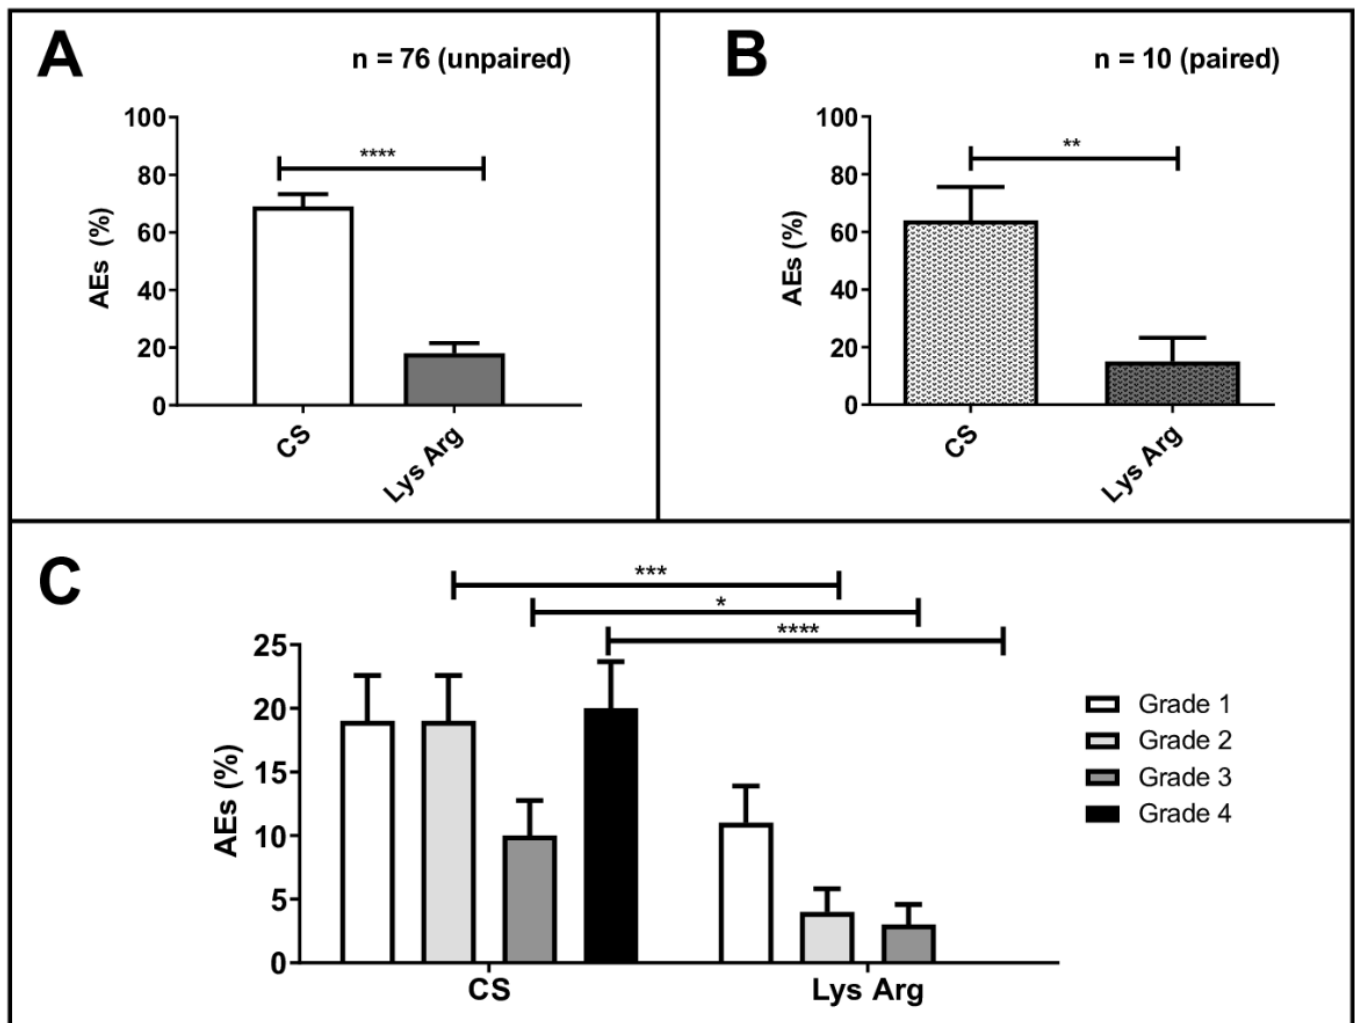 A
n = 76 (unpaired)
AEs (%)
100
80
60
40
20
0
****
CS
Lys Arg
B
n = 10 (paired)
AEs (%)
100
80
60
40
20
0
**
CS
Lys Arg
C
***
*
****
AEs (%)
25
20
15
10
5
0
CS
Lys Arg
Grade 1
Grade 2
Grade 3
Grade 4